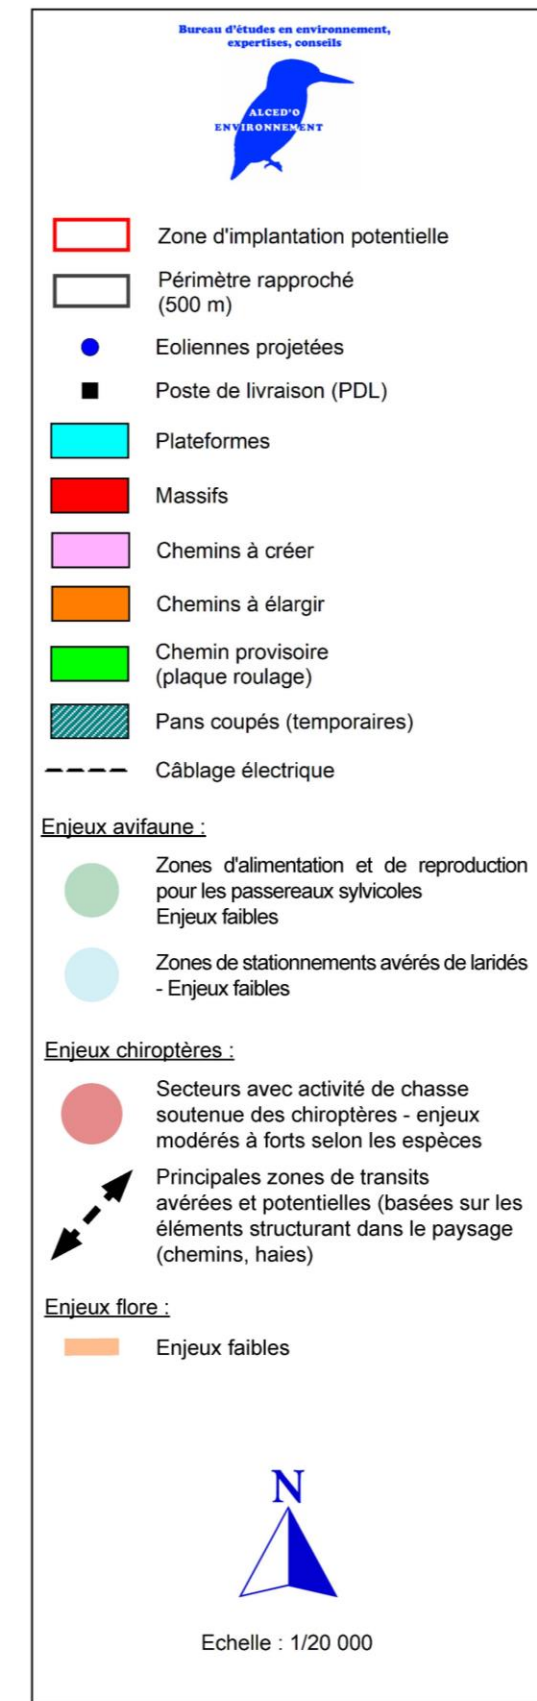 Bureau d'études en environnement,
expertises, conseils
ALCED'O
ENVIRONNEMENT
Zone d'implantation potentielle
Périmètre rapproché
(500 m)
Eoliennes projetées
Poste de livraison (PDL)
Plateformes
Massifs
Chemins à créer
Chemins à élargir
Chemin provisoire
(plaque roulage)
Pans coupés (temporaires)
Câblage électrique
Enjeux avifaune :
Zones d'alimentation et de reproduction
pour les passereaux sylvicoles
Enjeux faibles
Zones de stationnements avérés de laridés
- Enjeux faibles
Enjeux chiroptères :
Secteurs avec activité de chasse
soutenue des chiroptères - enjeux
modérés à forts selon les espèces
Principales zones de transits
avérées et potentielles (basées sur les
éléments structurant dans le paysage
(chemins, haies)
Enjeux flore :
Enjeux faibles
N
Echelle : 1/20 000